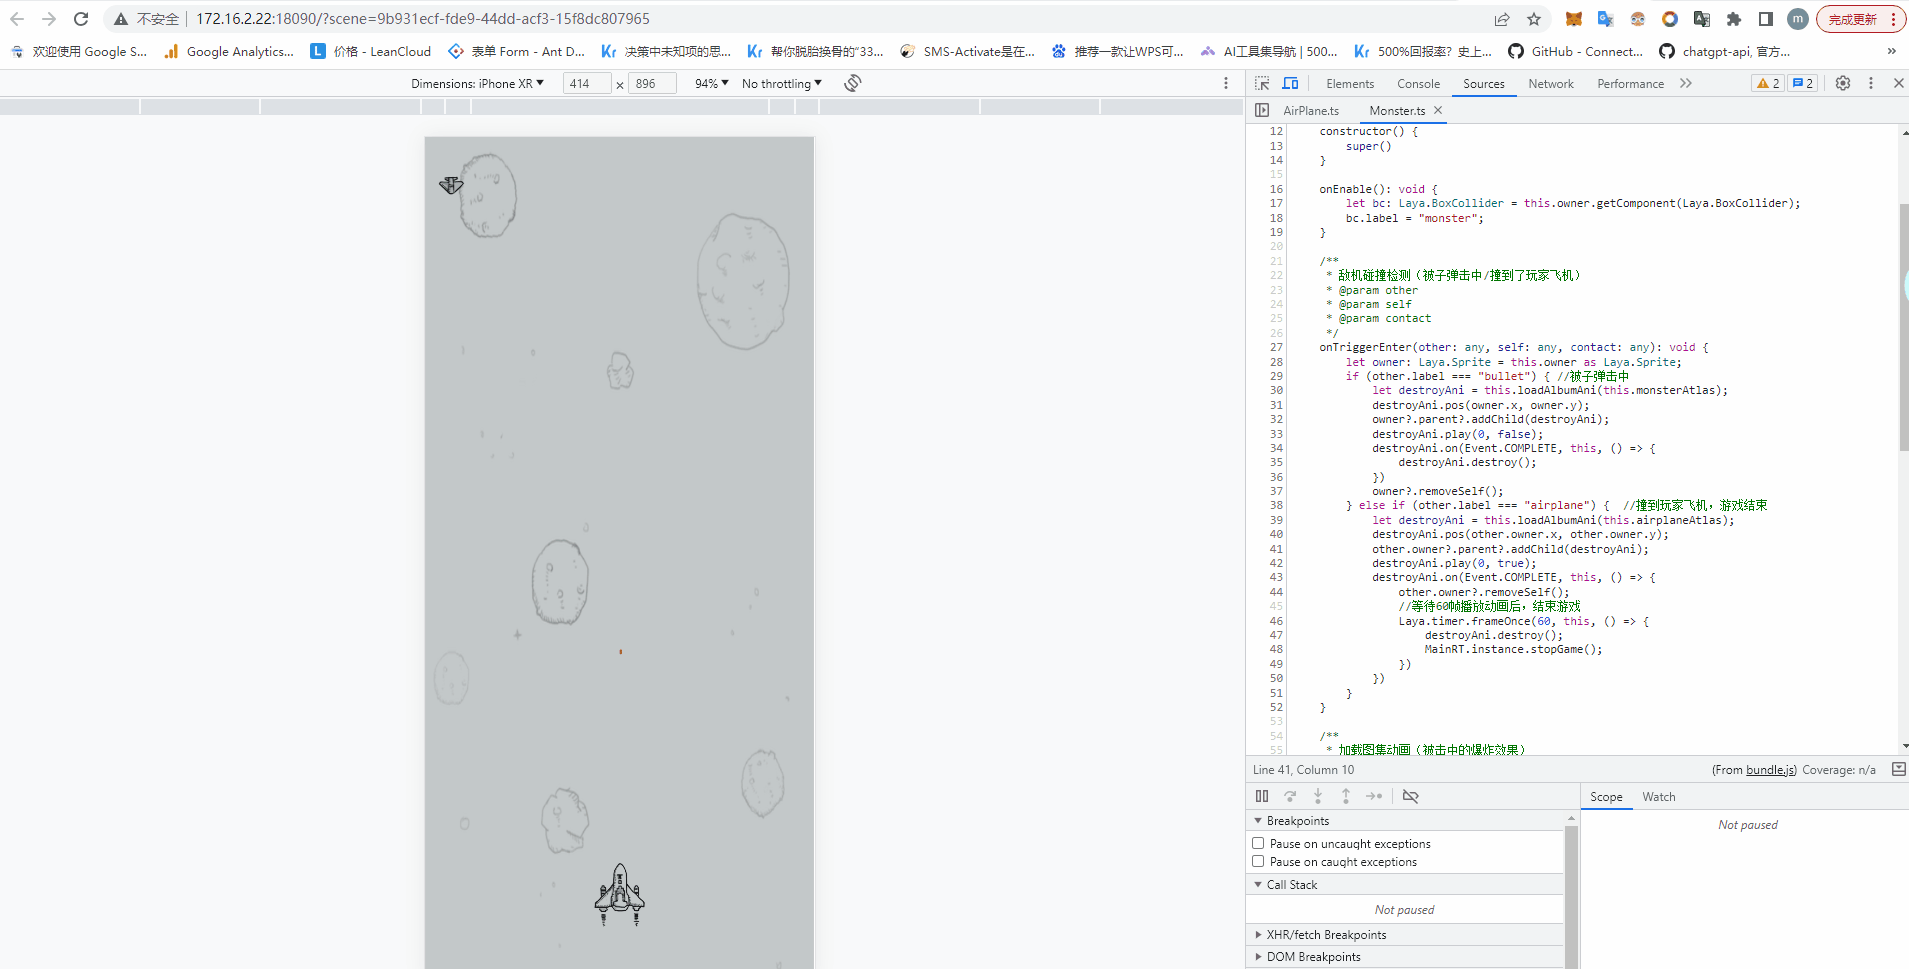 不安全 172.16.2.22:18090/?scene=9b931ecf-fde9-44dd-acf3-15f8dc807965 m 完成更新
欢迎使用 Google S... Google Analytics... L 价格 - LeanCloud 表单 Form - Ant D... Kr 决策中未知项的思... Kr 帮你脱胎换骨的“33... SMS-Activate是在... 推荐一款让WPS可... AI工具集导航 | 500... Kr 500%回报率？史上... GitHub - Connect... chatgpt-api, 官方... »
Dimensions: iPhone XR 414 × 896 94% No throttling
Elements Console Sources Network Performance » 2 2
AirPlane.ts Monster.ts
12 constructor() {
13 super()
14 }
15
16 onEnable(): void {
17 let bc: Laya.BoxCollider = this.owner.getComponent(Laya.BoxCollider);
18 bc.label = "monster";
19 }
20
21 /**
22 * 敌机碰撞检测（被子弹击中/撞到了玩家飞机）
23 * @param other
24 * @param self
25 * @param contact
26 */
27 onTriggerEnter(other: any, self: any, contact: any): void {
28 let owner: Laya.Sprite = this.owner as Laya.Sprite;
29 if (other.label === "bullet") { //被子弹击中
30 let destroyAni = this.loadAlbumAni(this.monsterAtlas);
31 destroyAni.pos(owner.x, owner.y);
32 owner?.parent?.addChild(destroyAni);
33 destroyAni.play(0, false);
34 destroyAni.on(Event.COMPLETE, this, () => {
35 destroyAni.destroy();
36 })
37 owner?.removeSelf();
38 } else if (other.label === "airplane") { //撞到玩家飞机，游戏结束
39 let destroyAni = this.loadAlbumAni(this.airplaneAtlas);
40 destroyAni.pos(other.owner.x, other.owner.y);
41 other.owner?.parent?.addChild(destroyAni);
42 destroyAni.play(0, true);
43 destroyAni.on(Event.COMPLETE, this, () => {
44 other.owner?.removeSelf();
45 //等待60帧播放动画后，结束游戏
46 Laya.timer.frameOnce(60, this, () => {
47 destroyAni.destroy();
48 MainRT.instance.stopGame();
49 })
50 })
51 }
52 }
53
54 /**
55 * 加载图集动画（被击中的爆炸效果）
Line 41, Column 10 (From bundle.js) Coverage: n/a
Scope Watch
Breakpoints
Not paused
Pause on uncaught exceptions
Pause on caught exceptions
Call Stack
Not paused
XHR/fetch Breakpoints
DOM Breakpoints